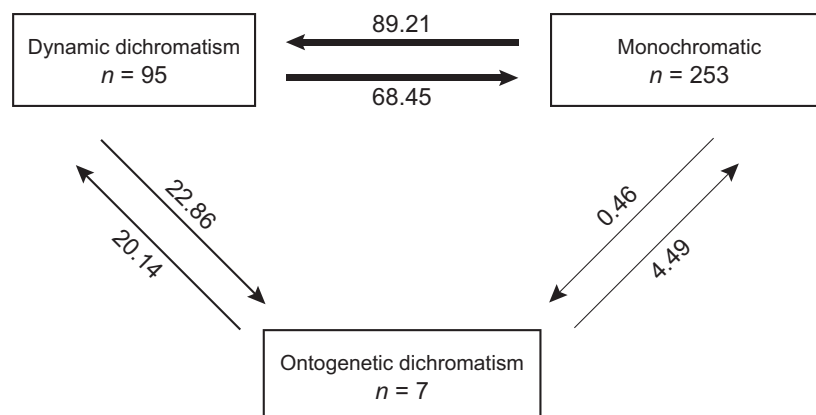 89.21
Dynamic dichromatism
n = 95
Monochromatic
n = 253
68.45
22.86
20.14
0.46
4.49
Ontogenetic dichromatism
n = 7